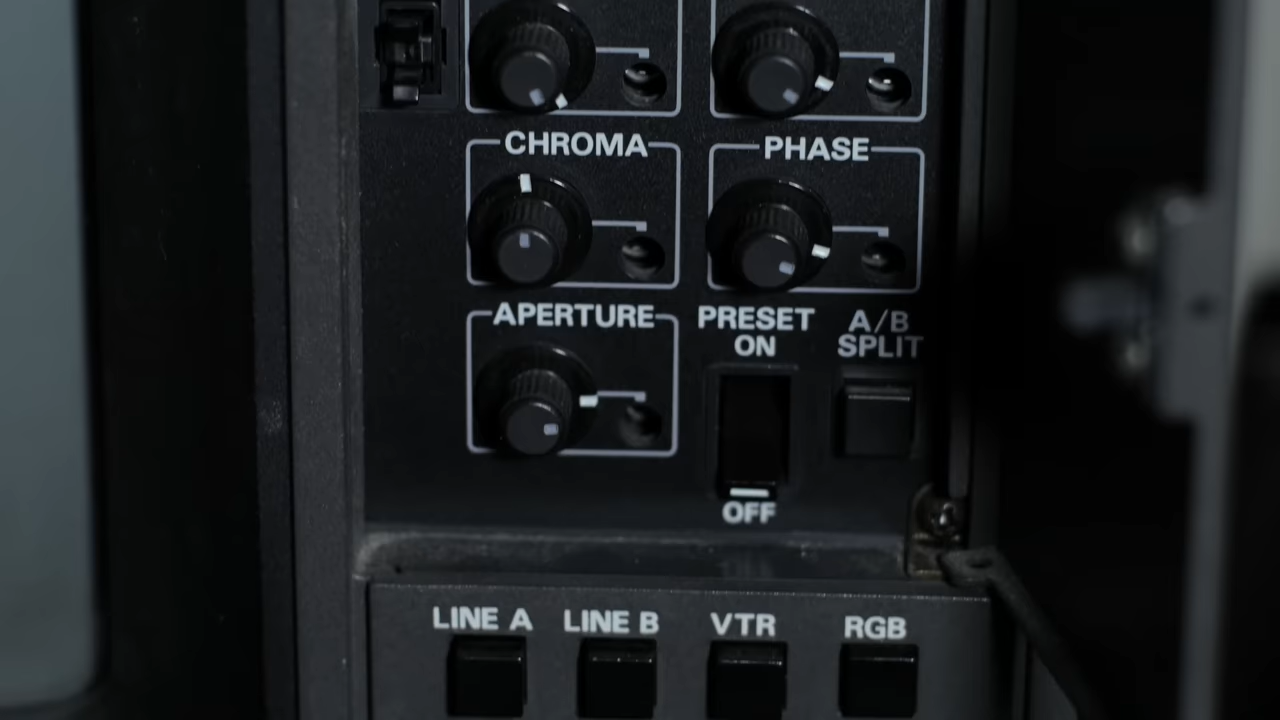 CHROMA PHASE
APERTURE PRESET ON A/B SPLIT
OFF
LINE A LINE B VTR RGB